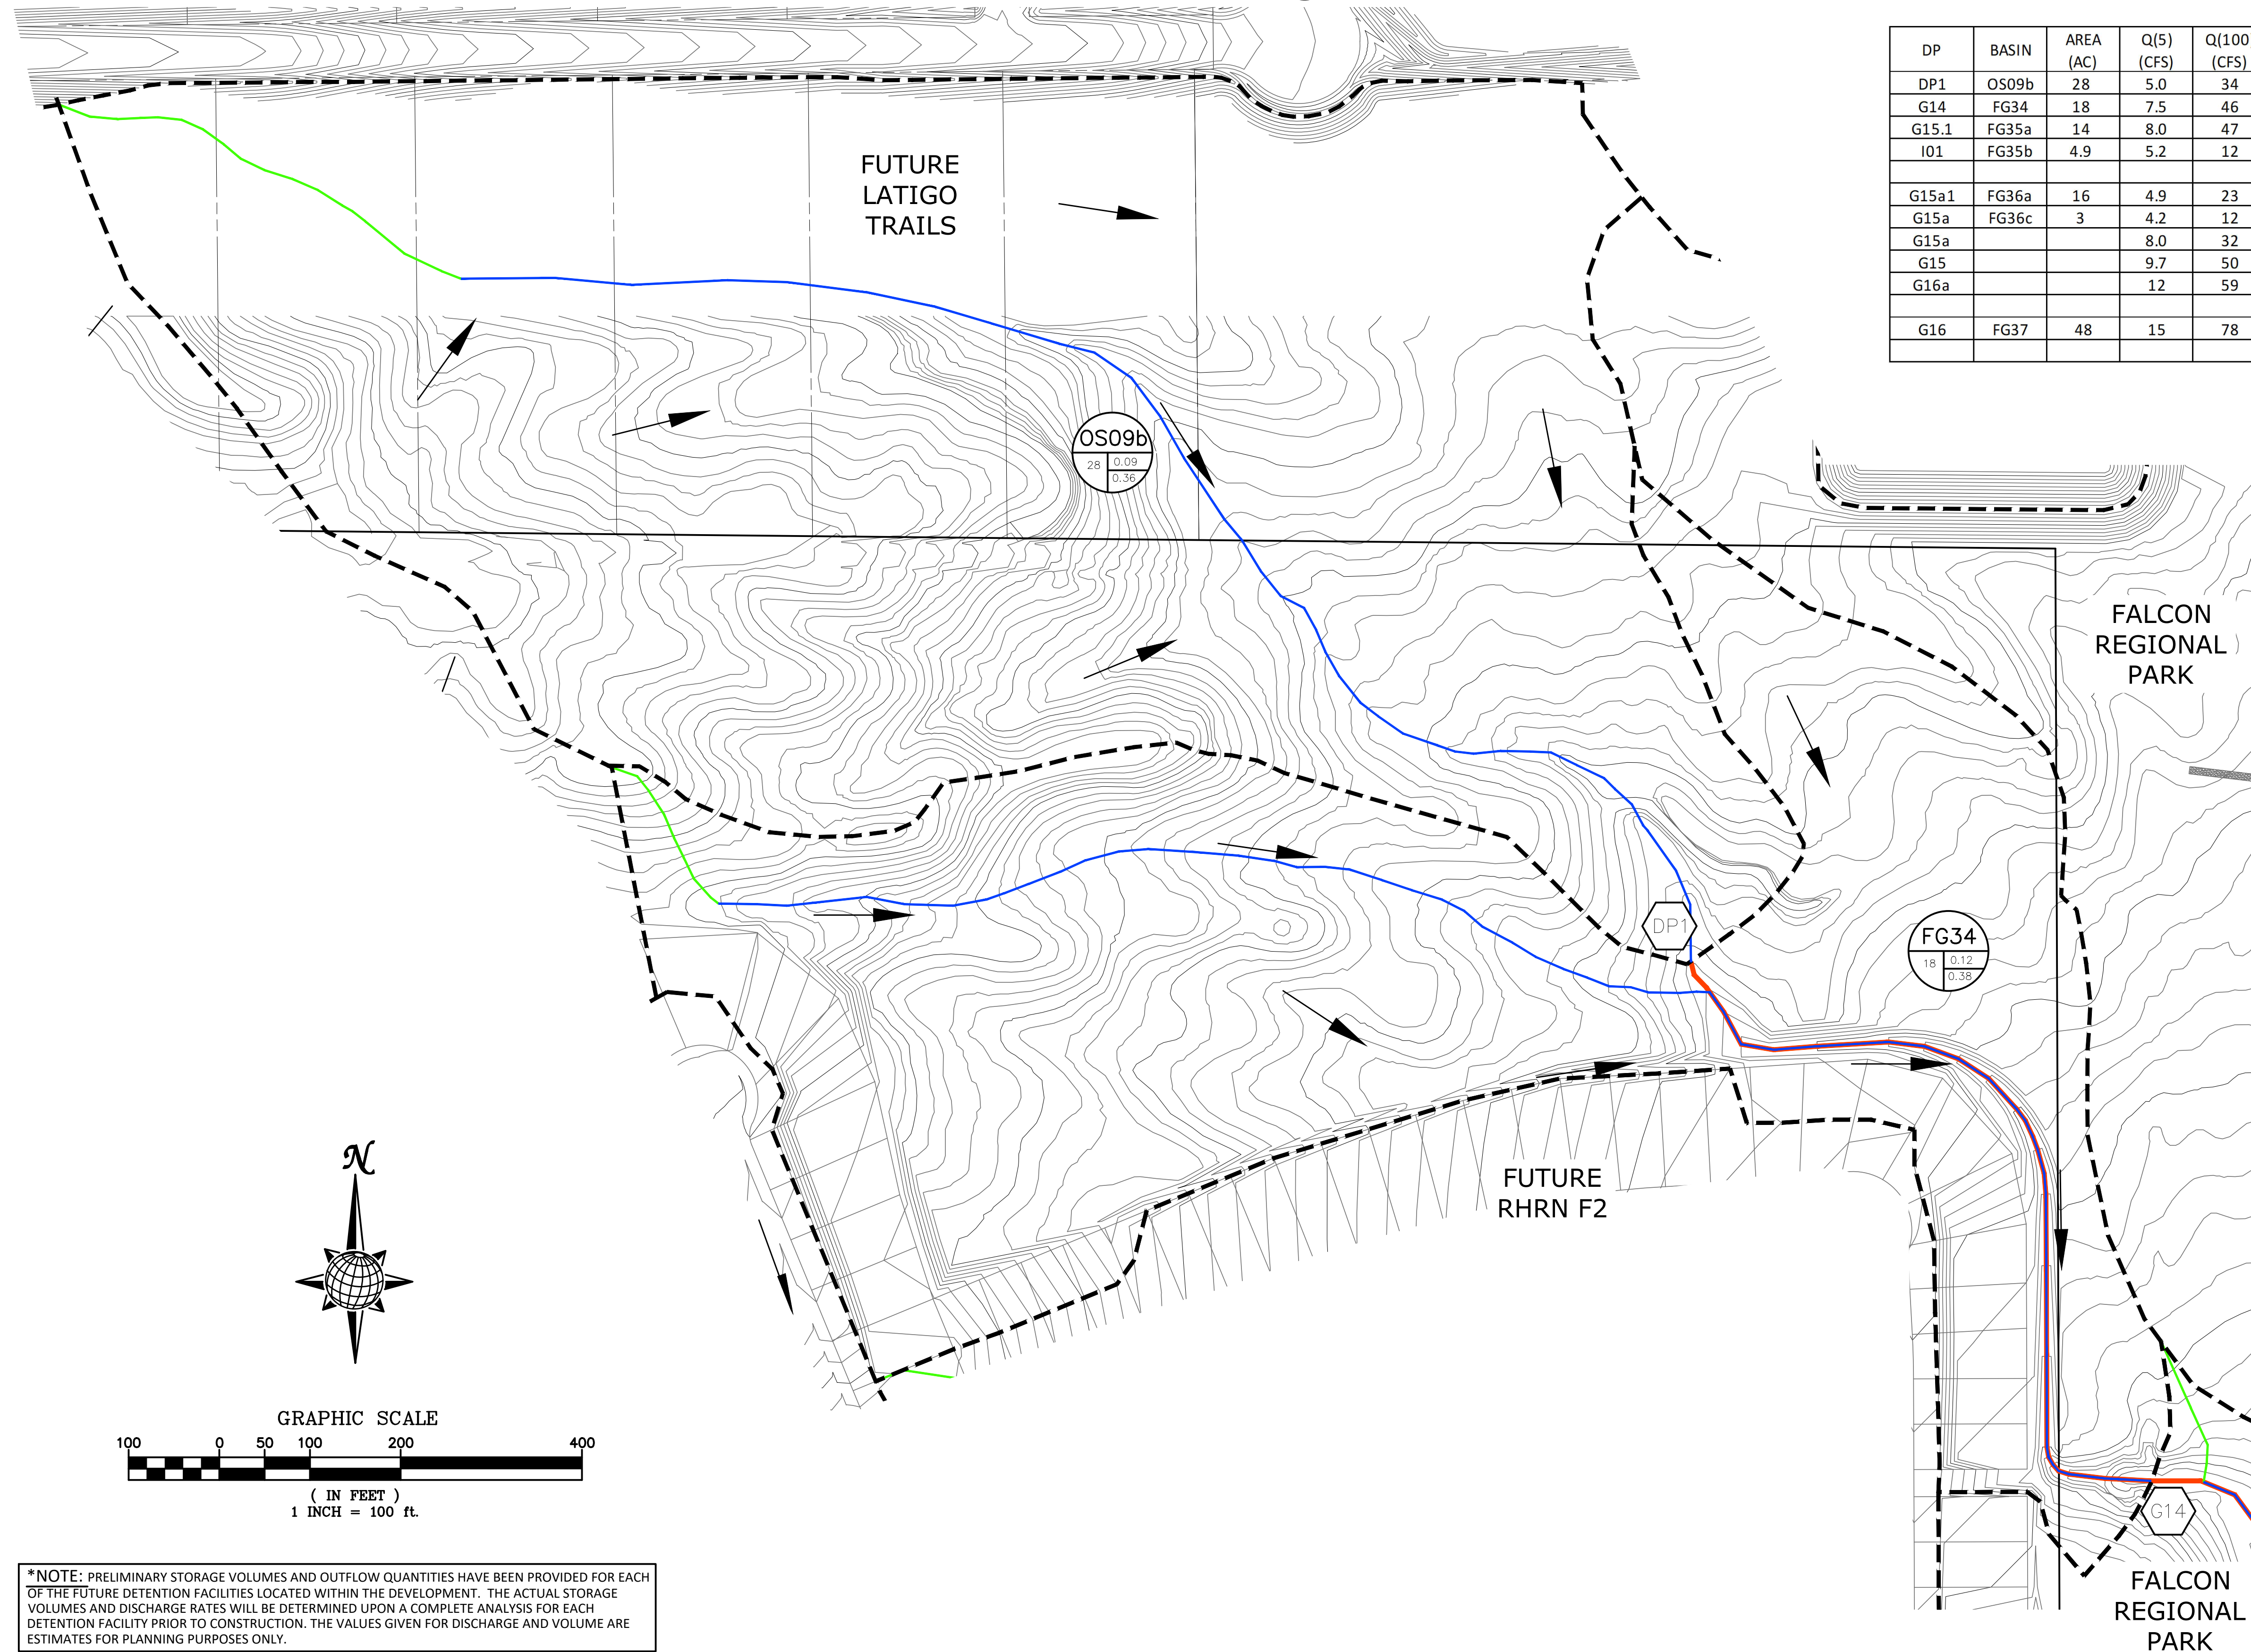 DP BASIN AREA (AC) Q(5) (CFS) Q(100 (CFS)
DP1 OS09b 28 5.0 34
G14 FG34 18 7.5 46
G15.1 FG35a 14 8.0 47
I01 FG35b 4.9 5.2 12
G15a1 FG36a 16 4.9 23
G15a FG36c 3 4.2 12
G15a 8.0 32
G15 9.7 50
G16a 12 59
G16 FG37 48 15 78
FUTURE
LATIGO
TRAILS
OS09b
28 0.09
0.36
FALCON
REGIONAL
PARK
DP1
FG34
18 0.12
0.38
FUTURE
RHRN F2
N
G14
GRAPHIC SCALE
100 0 50 100 200 400
( IN FEET )
1 INCH = 100 ft.
*NOTE: PRELIMINARY STORAGE VOLUMES AND OUTFLOW QUANTITIES HAVE BEEN PROVIDED FOR EACH
OF THE FUTURE DETENTION FACILITIES LOCATED WITHIN THE DEVELOPMENT. THE ACTUAL STORAGE
VOLUMES AND DISCHARGE RATES WILL BE DETERMINED UPON A COMPLETE ANALYSIS FOR EACH
DETENTION FACILITY PRIOR TO CONSTRUCTION. THE VALUES GIVEN FOR DISCHARGE AND VOLUME ARE
ESTIMATES FOR PLANNING PURPOSES ONLY.
FALCON
REGIONAL
PARK